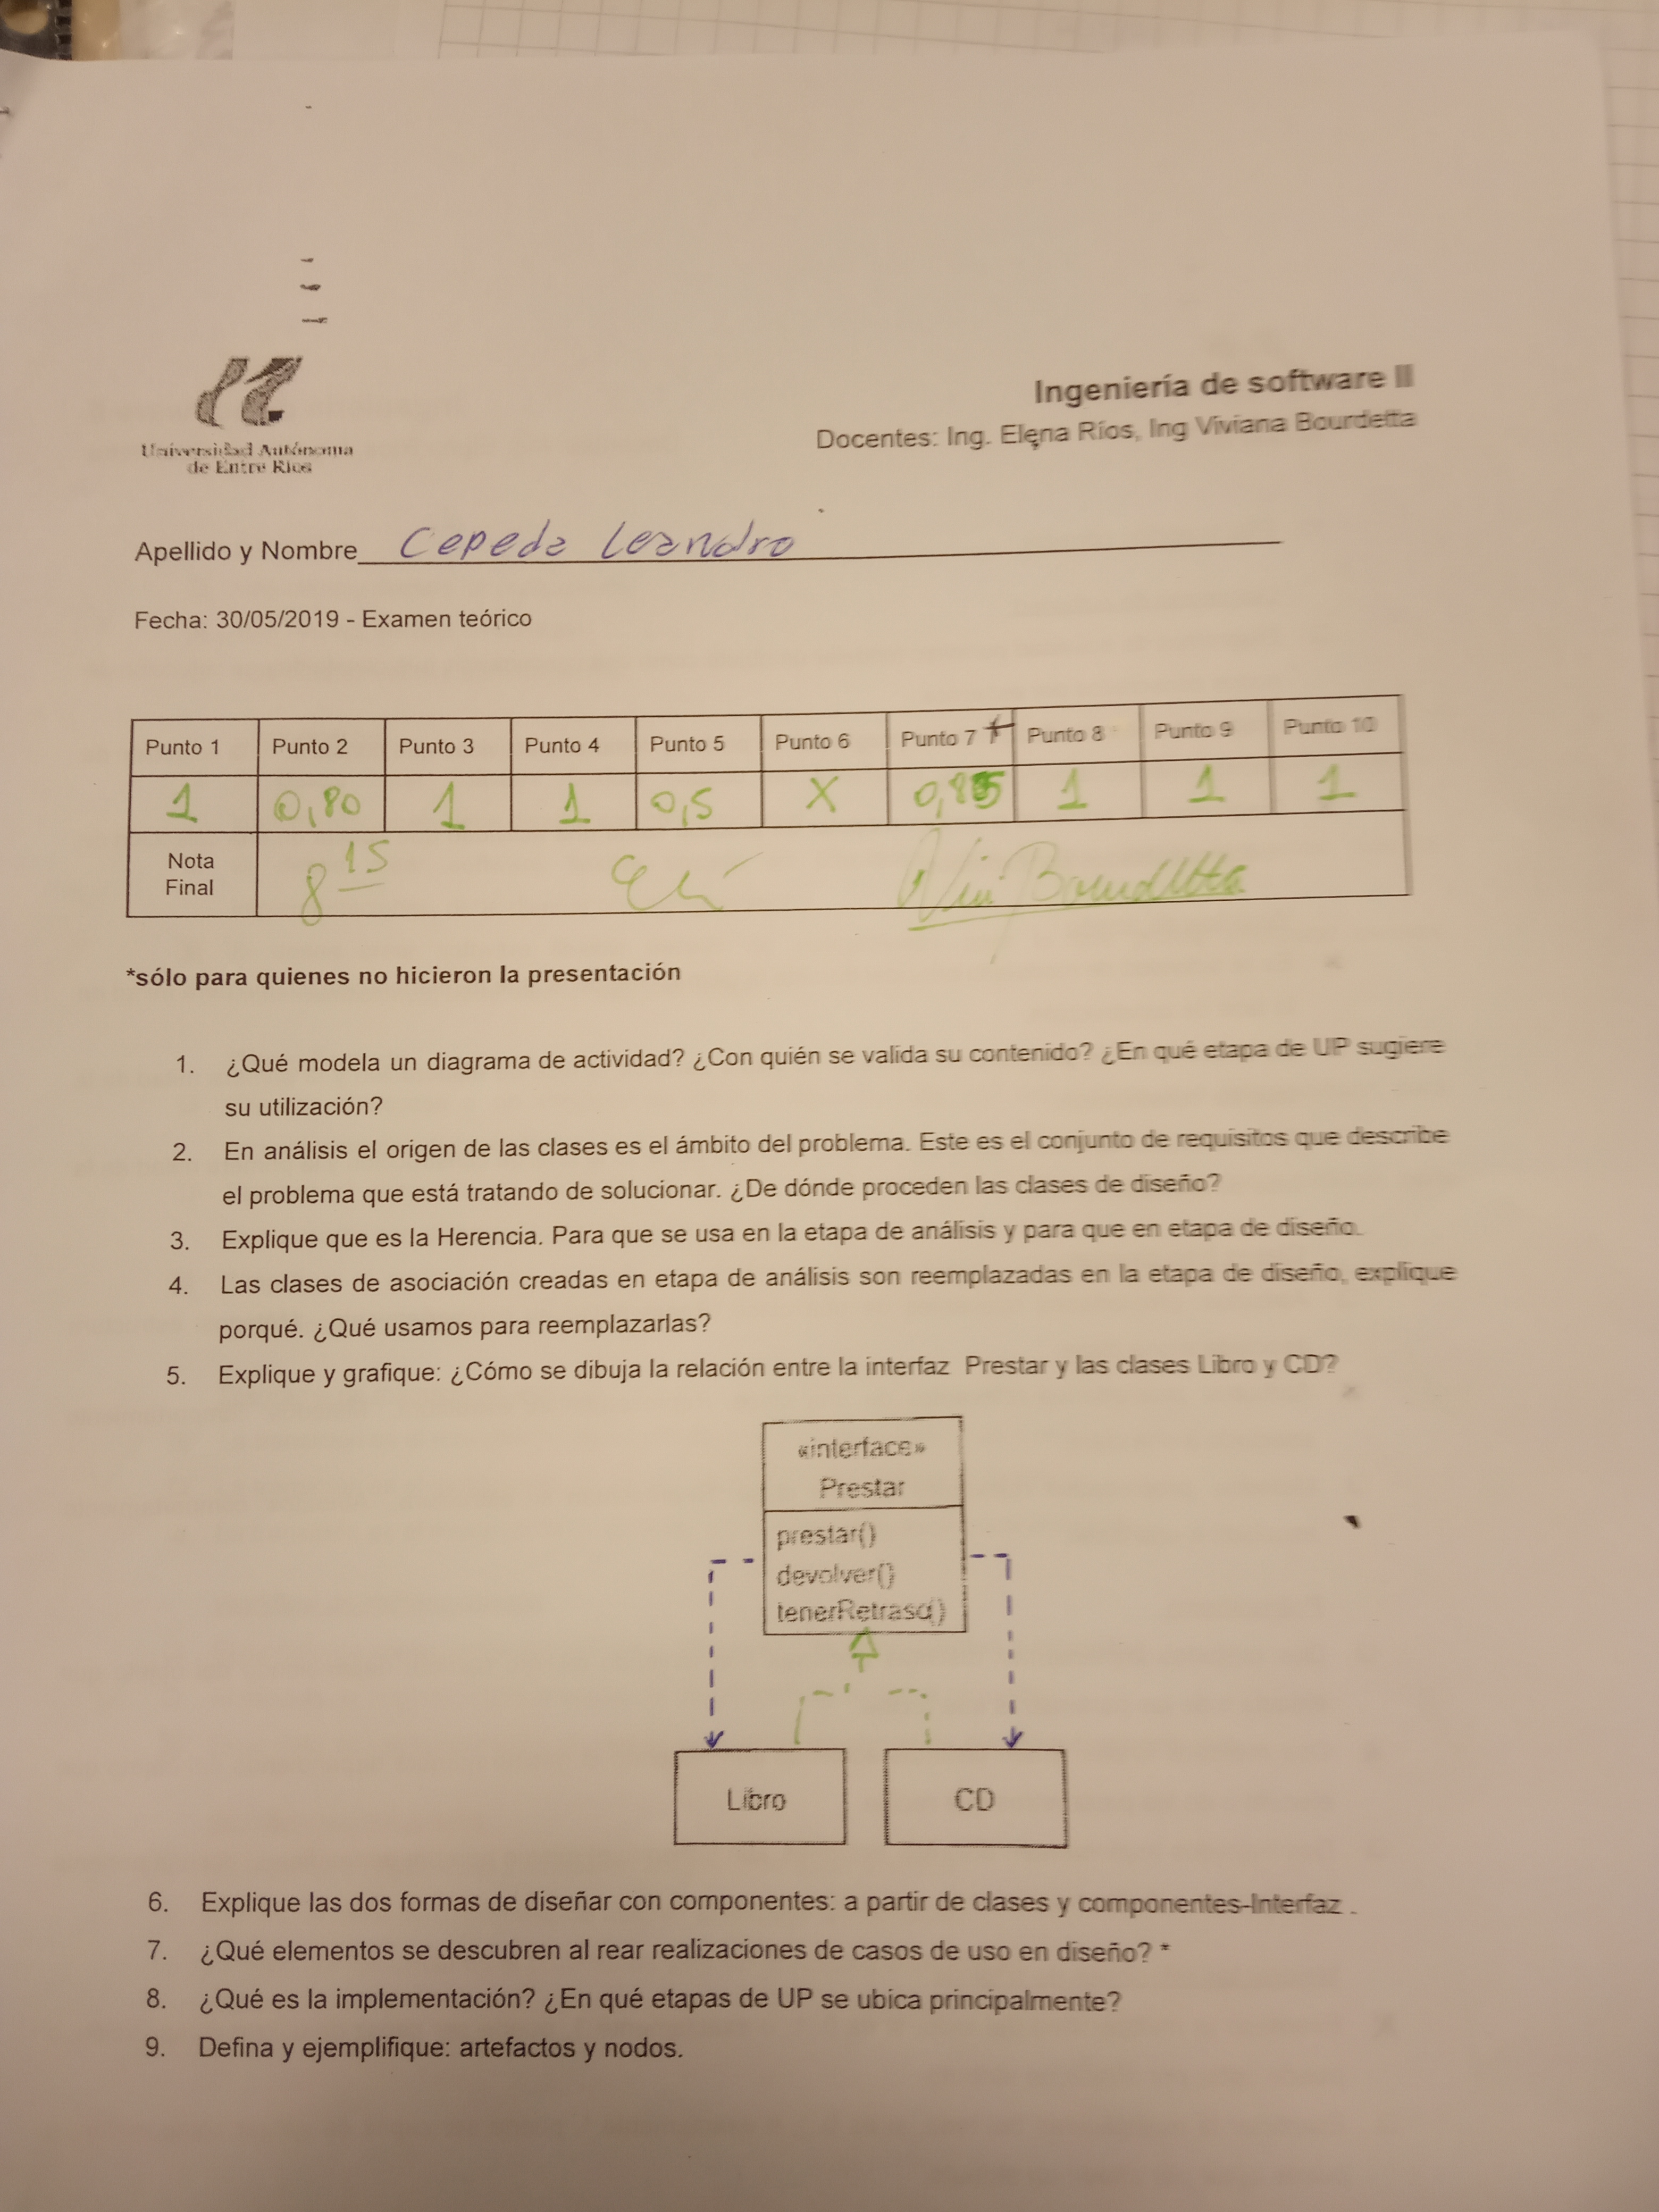 Universidad Autónoma
de Entre Ríos
Ingeniería de software II
Docentes: Ing. Elena Ríos, Ing Viviana Bourdetta
Apellido y Nombre Cepeda Leandro
Fecha: 30/05/2019 - Examen teórico
Punto 1 Punto 2 Punto 3 Punto 4 Punto 5 Punto 6 Punto 7 Punto 8 Punto 9 Punto 10
1 0,80 1 1 0,5 X 0,85 1 1 1
Nota
Final
8 15
Vivi Bourdetta
*sólo para quienes no hicieron la presentación
1. ¿Qué modela un diagrama de actividad? ¿Con quién se valida su contenido? ¿En qué etapa de UP sugiere
su utilización?
2. En análisis el origen de las clases es el ámbito del problema. Este es el conjunto de requisitos que describe
el problema que está tratando de solucionar. ¿De dónde proceden las clases de diseño?
3. Explique que es la Herencia. Para que se usa en la etapa de análisis y para que en etapa de diseño.
4. Las clases de asociación creadas en etapa de análisis son reemplazadas en la etapa de diseño, explique
porqué. ¿Qué usamos para reemplazarlas?
5. Explique y grafique: ¿Cómo se dibuja la relación entre la interfaz Prestar y las clases Libro y CD?
«interface»
Prestar
prestar()
devolver()
tenerRetraso()
Libro CD
6. Explique las dos formas de diseñar con componentes: a partir de clases y componentes-Interfaz .
7. ¿Qué elementos se descubren al rear realizaciones de casos de uso en diseño? *
8. ¿Qué es la implementación? ¿En qué etapas de UP se ubica principalmente?
9. Defina y ejemplifique: artefactos y nodos.